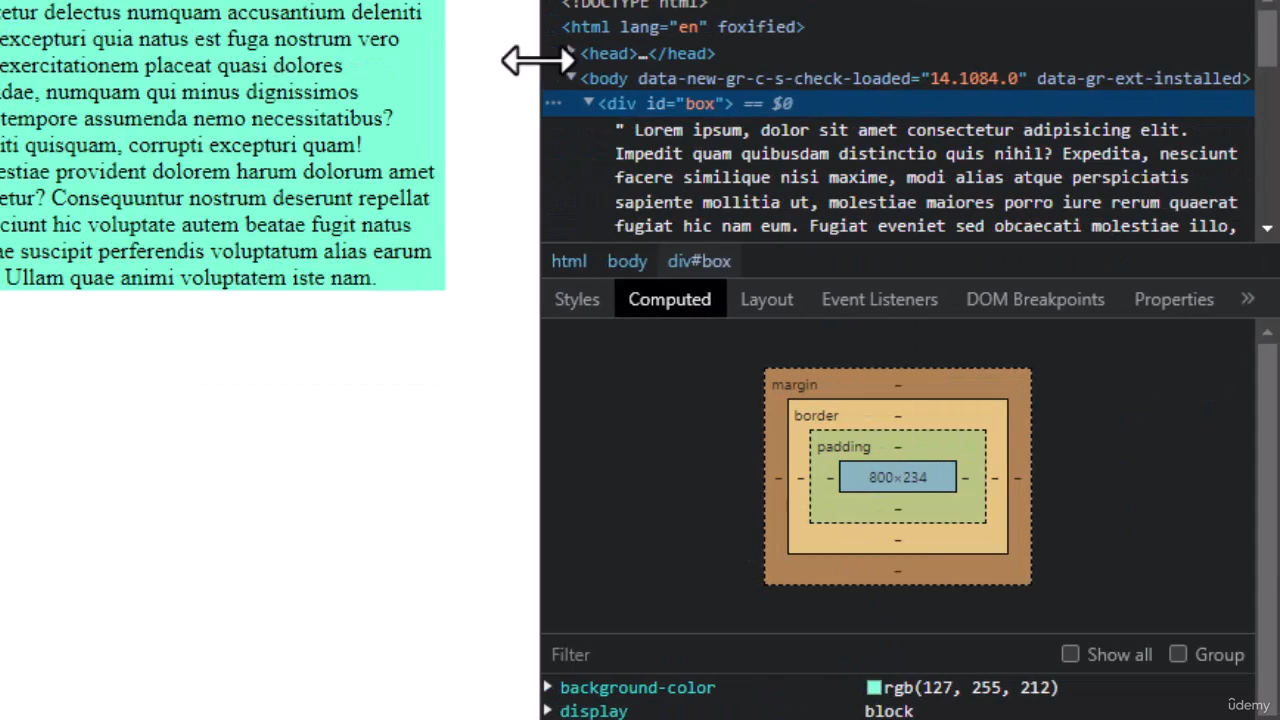 etur delectus numquam accusantium deleniti
excepturi quia natus est fuga nostrum vero
exercitationem placeat quasi dolores
dae, numquam qui minus dignissimos
tempore assumenda nemo necessitatibus?
iti quisquam, corrupti excepturi quam!
estiae provident dolorem harum dolorum amet
etur? Consequuntur nostrum deserunt repellat
ciunt hic voluptate autem beatae fugit natus
ae suscipit perferendis voluptatum alias earum
Ullam quae animi voluptatem iste nam.
<!DOCTYPE html>
<html lang="en" foxified>
<head>…</head>
<body data-new-gr-c-s-check-loaded="14.1084.0" data-gr-ext-installed>
<div id="box"> == $0
" Lorem ipsum, dolor sit amet consectetur adipisicing elit.
Impedit quam quibusdam distinctio quis nihil? Expedita, nesciunt
facere similique nisi maxime, modi alias atque perspiciatis
sapiente mollitia ut, molestiae maiores porro iure rerum quaerat
fugiat hic nam eum. Fugiat eveniet sed obcaecati molestiae illo,
html body div#box
Styles Computed Layout Event Listeners DOM Breakpoints Properties »
margin –
border –
padding –
– – – 800×234 – – –
–
–
–
Filter Show all Group
background-color rgb(127, 255, 212)
display block
ûdemy